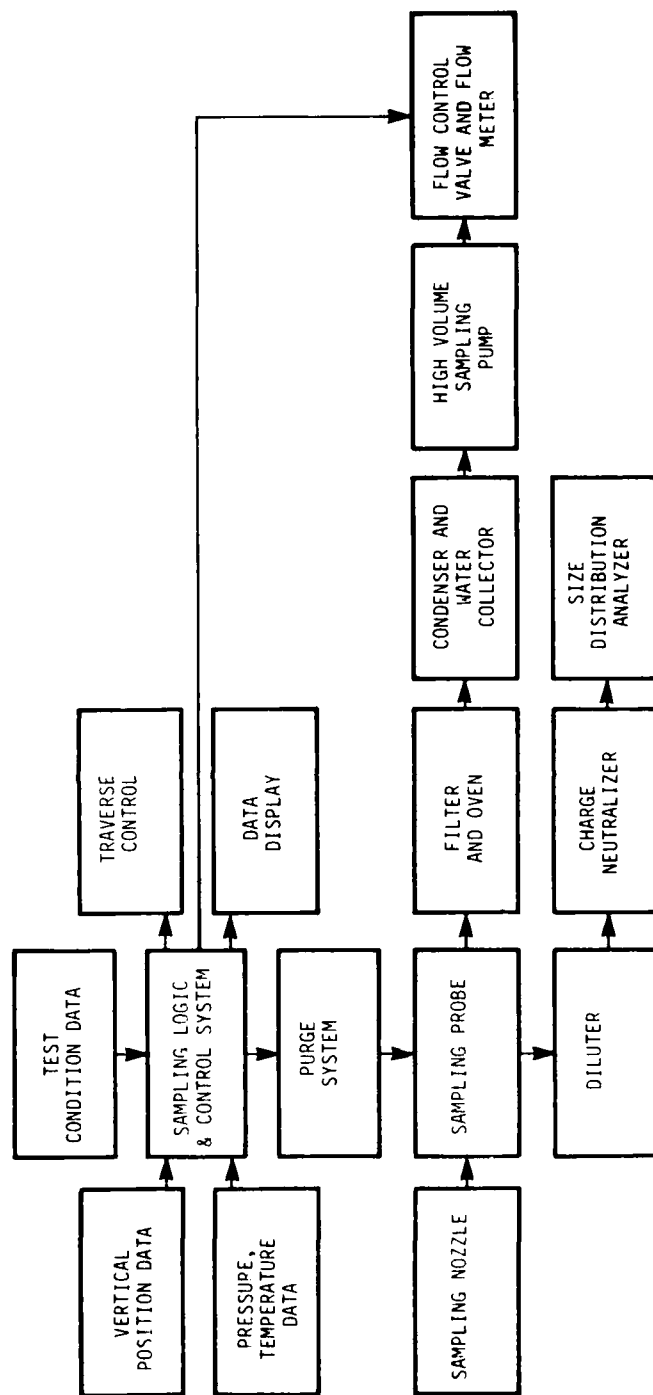 TEST
CONDITION DATA
VERTICAL
POSITION DATA
PRESSURE,
TEMPERATURE
DATA
SAMPLING LOGIC
& CONTROL SYSTEM
TRAVERSE
CONTROL
DATA
DISPLAY
PURGE
SYSTEM
SAMPLING NOZZLE
SAMPLING PROBE
FILTER
AND OVEN
CONDENSER AND
WATER
COLLECTOR
HIGH VOLUME
SAMPLING
PUMP
FLOW CONTROL
VALVE AND FLOW
METER
DILUTER
CHARGE
NEUTRALIZER
SIZE
DISTRIBUTION
ANALYZER